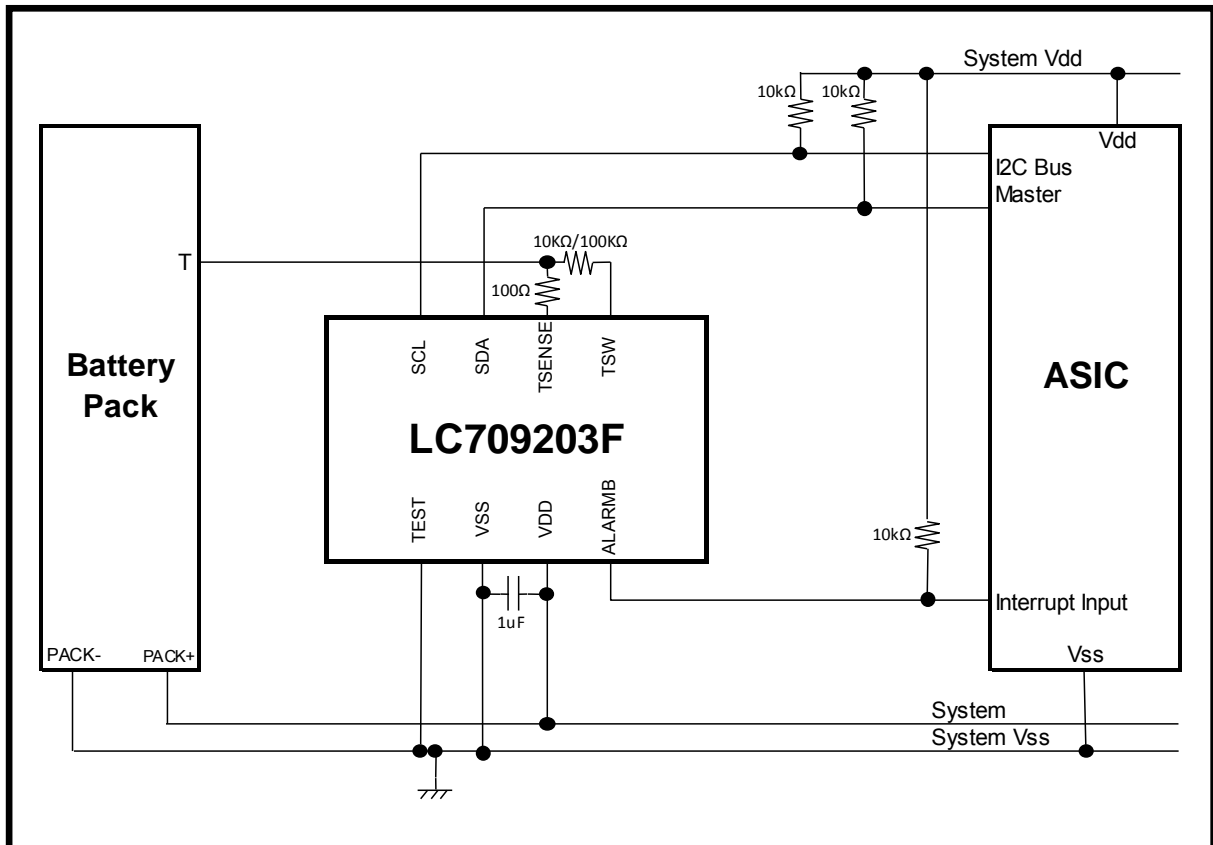 System Vdd
10kΩ
10kΩ
Vdd
I2C Bus
Master
T
10KΩ/100KΩ
100Ω
SCL
SDA
TSENSE
TSW
Battery
Pack
LC709203F
ASIC
TEST
VSS
VDD
ALARMB
10kΩ
1uF
Interrupt Input
PACK-
PACK+
Vss
System
System Vss